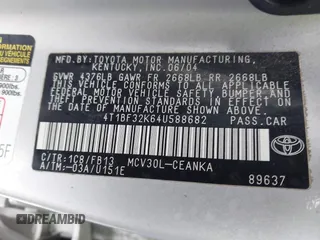 MFD.BY: TOYOTA MOTOR MANUFACTURING,
KENTUCKY, INC. 06/04
GVWR 4376LB GAWR FR 2668LB RR 2668LB
THIS VEHICLE CONFORMS TO ALL APPLICABLE
FEDERAL MOTOR VEHICLE SAFETY, BUMPER, AND
THEFT PREVENTION STANDARDS IN EFFECT ON
THE DATE OF MANUFACTURE SHOWN ABOVE.
4T1BF32K64U588682 PASS.CAR
C/TR: 1C8/FB13 MCV30L-CEANKA
A/TM: -03A/U151E
TOYOTA
89637
5F